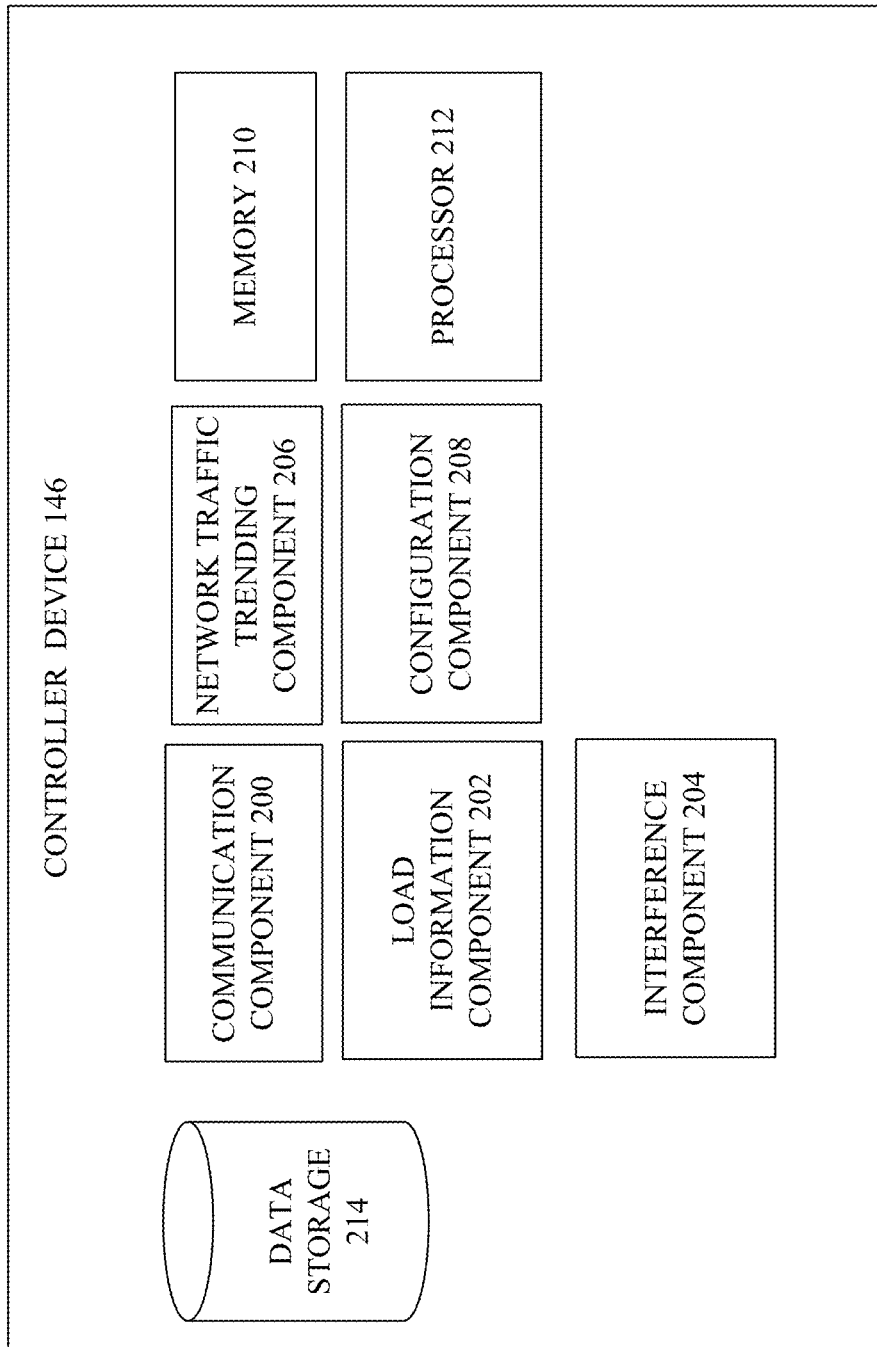 CONTROLLER DEVICE 146
DATA
STORAGE
214
COMMUNICATION
COMPONENT 200
LOAD
INFORMATION
COMPONENT 202
INTERFERENCE
COMPONENT 204
NETWORK TRAFFIC
TRENDING
COMPONENT 206
CONFIGURATION
COMPONENT 208
MEMORY 210
PROCESSOR 212